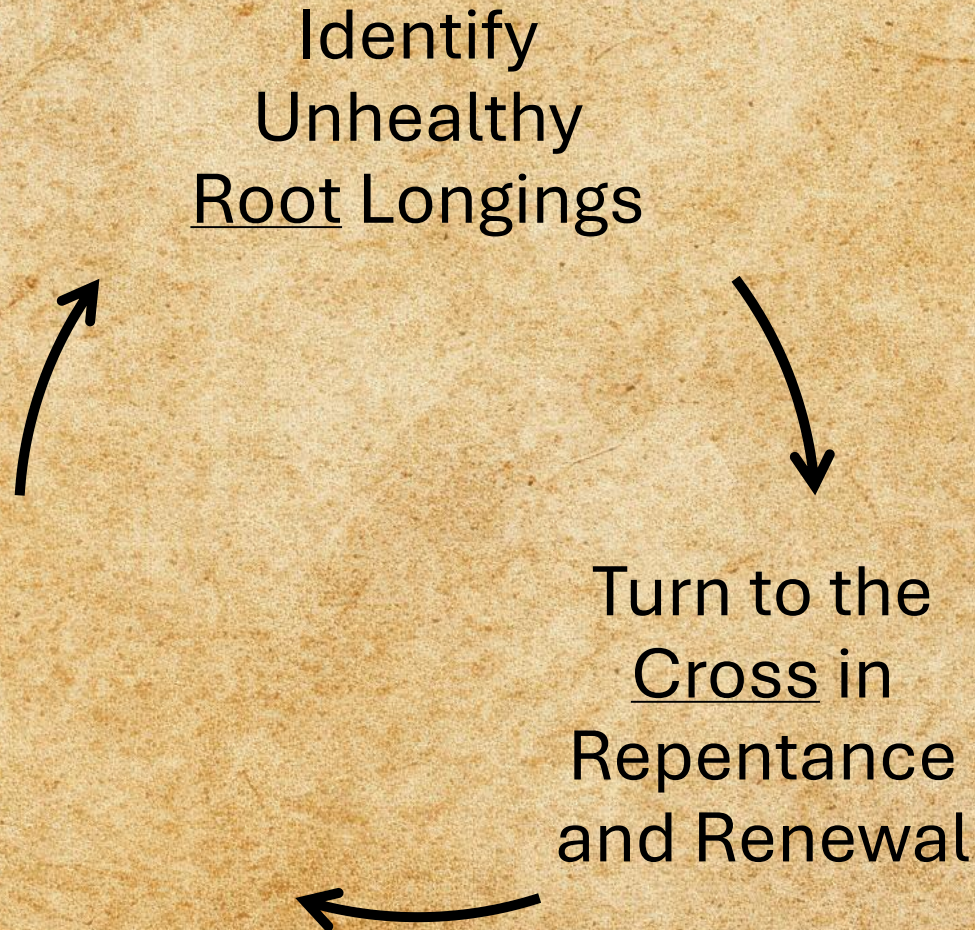 Identify
Unhealthy
Root Longings
Turn to the
Cross in
Repentance
and Renewal